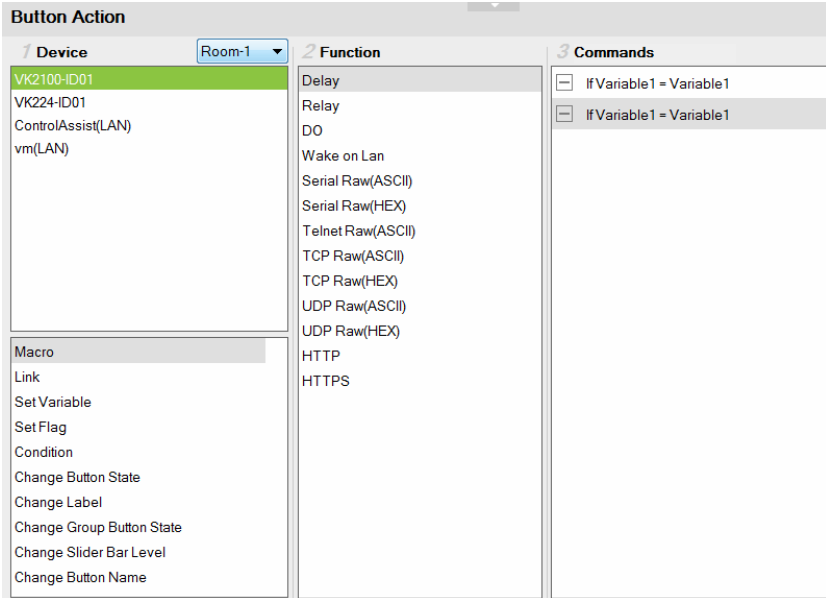 Button Action
1 Device
Room-1
VK2100-ID01
VK224-ID01
ControlAssist(LAN)
vm(LAN)
Macro
Link
Set Variable
Set Flag
Condition
Change Button State
Change Label
Change Group Button State
Change Slider Bar Level
Change Button Name
2 Function
Delay
Relay
DO
Wake on Lan
Serial Raw(ASCII)
Serial Raw(HEX)
Telnet Raw(ASCII)
TCP Raw(ASCII)
TCP Raw(HEX)
UDP Raw(ASCII)
UDP Raw(HEX)
HTTP
HTTPS
3 Commands
If Variable1 = Variable1
If Variable1 = Variable1